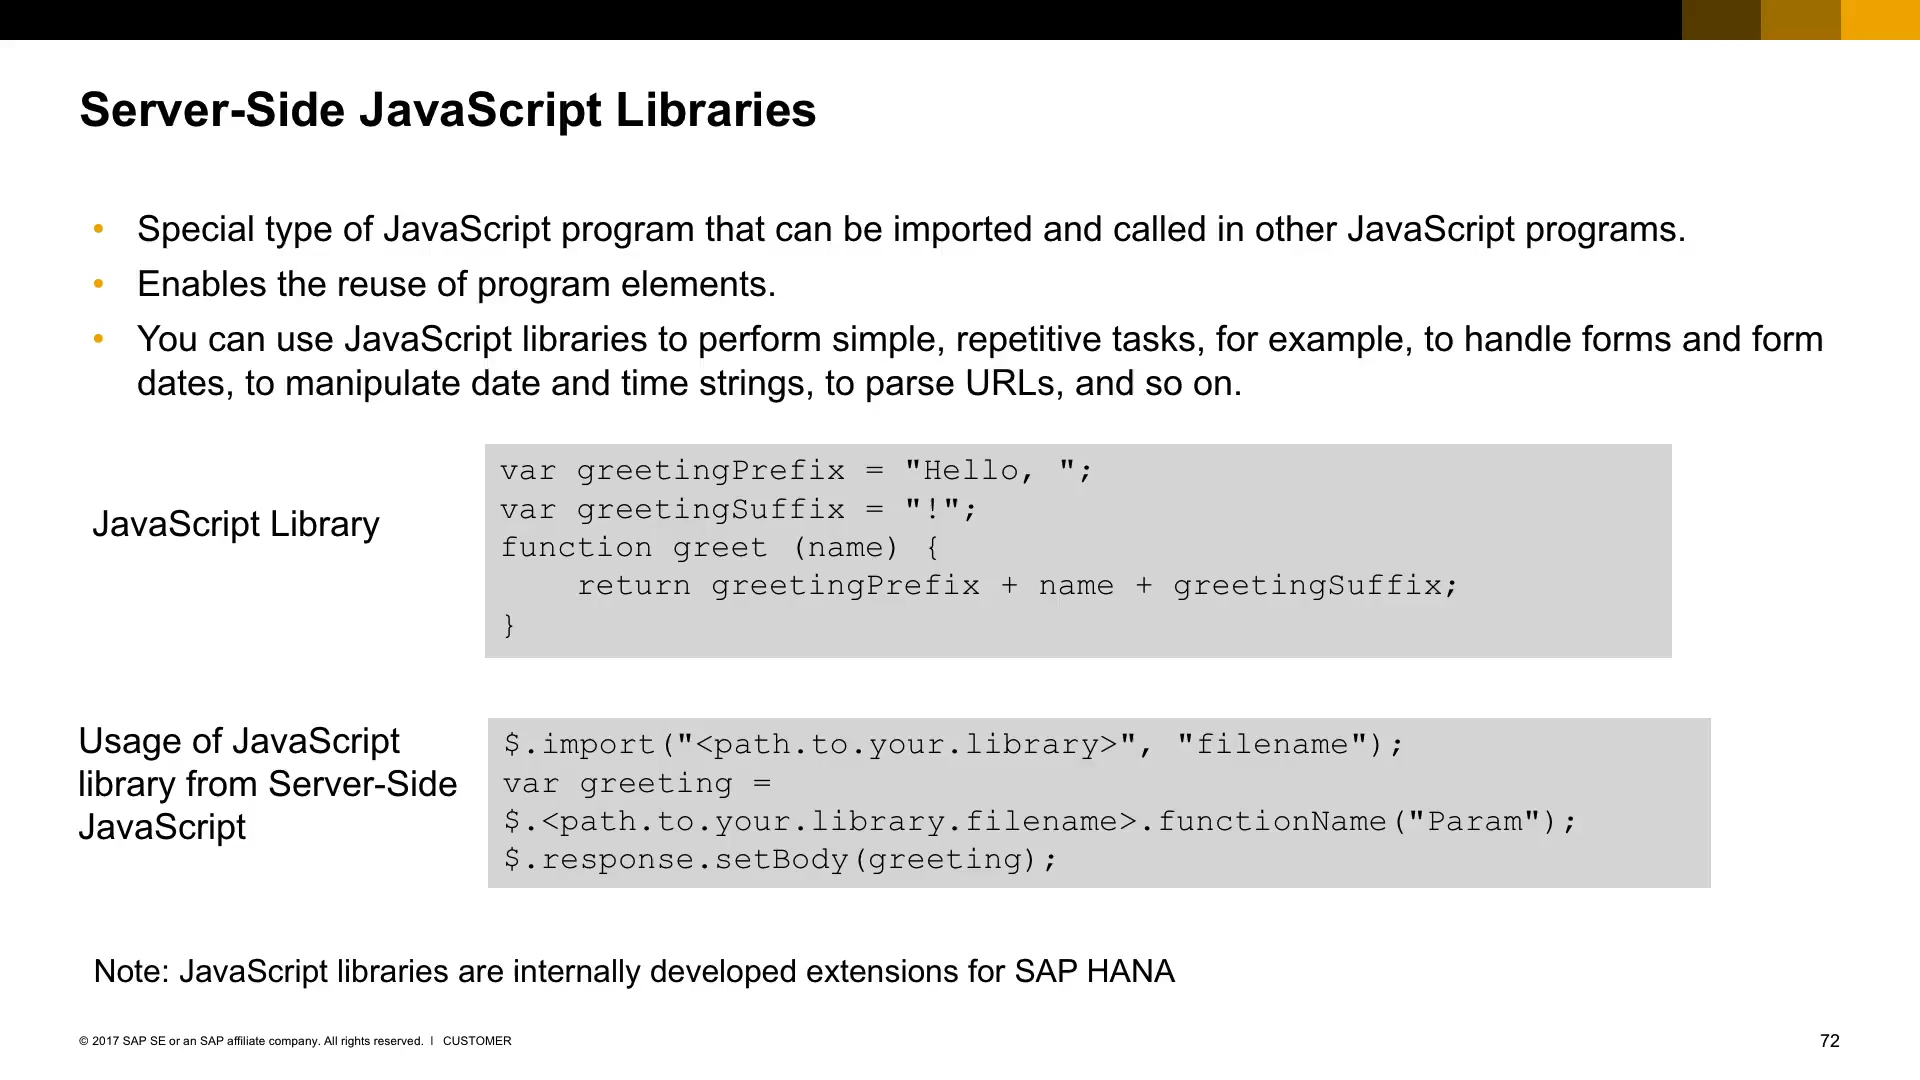 Server-Side JavaScript Libraries
• Special type of JavaScript program that can be imported and called in other JavaScript programs.
• Enables the reuse of program elements.
• You can use JavaScript libraries to perform simple, repetitive tasks, for example, to handle forms and form
dates, to manipulate date and time strings, to parse URLs, and so on.
JavaScript Library
var greetingPrefix = "Hello, ";
var greetingSuffix = "!";
function greet (name) {
    return greetingPrefix + name + greetingSuffix;
}
Usage of JavaScript
library from Server-Side
JavaScript
$.import("<path.to.your.library>", "filename");
var greeting =
$.<path.to.your.library.filename>.functionName("Param");
$.response.setBody(greeting);
Note: JavaScript libraries are internally developed extensions for SAP HANA
© 2017 SAP SE or an SAP affiliate company. All rights reserved. | CUSTOMER
72